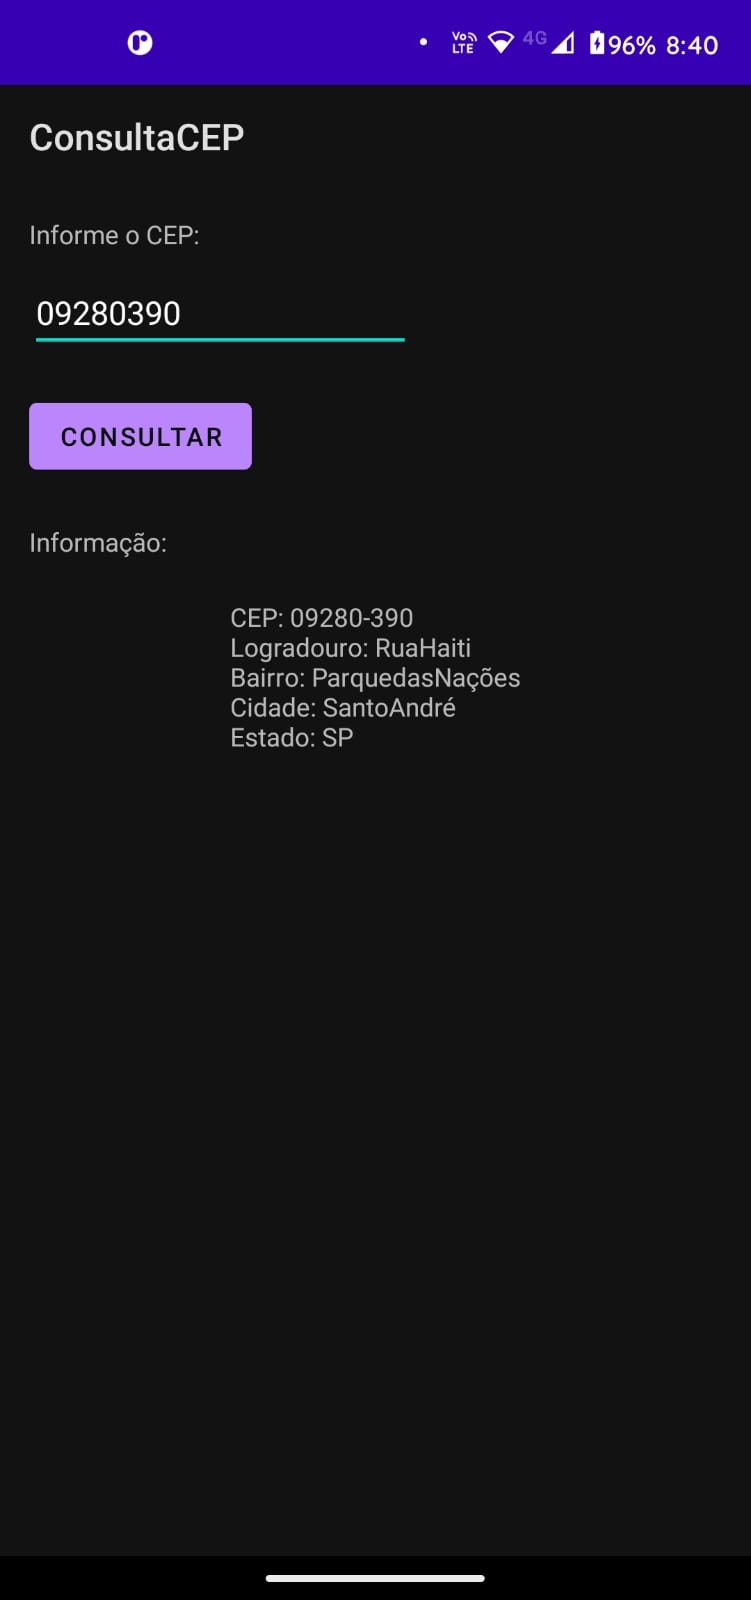 Vo LTE 4G 96% 8:40
ConsultaCEP
Informe o CEP:
09280390
CONSULTAR
Informação:
CEP: 09280-390
Logradouro: RuaHaiti
Bairro: ParquedasNações
Cidade: SantoAndré
Estado: SP